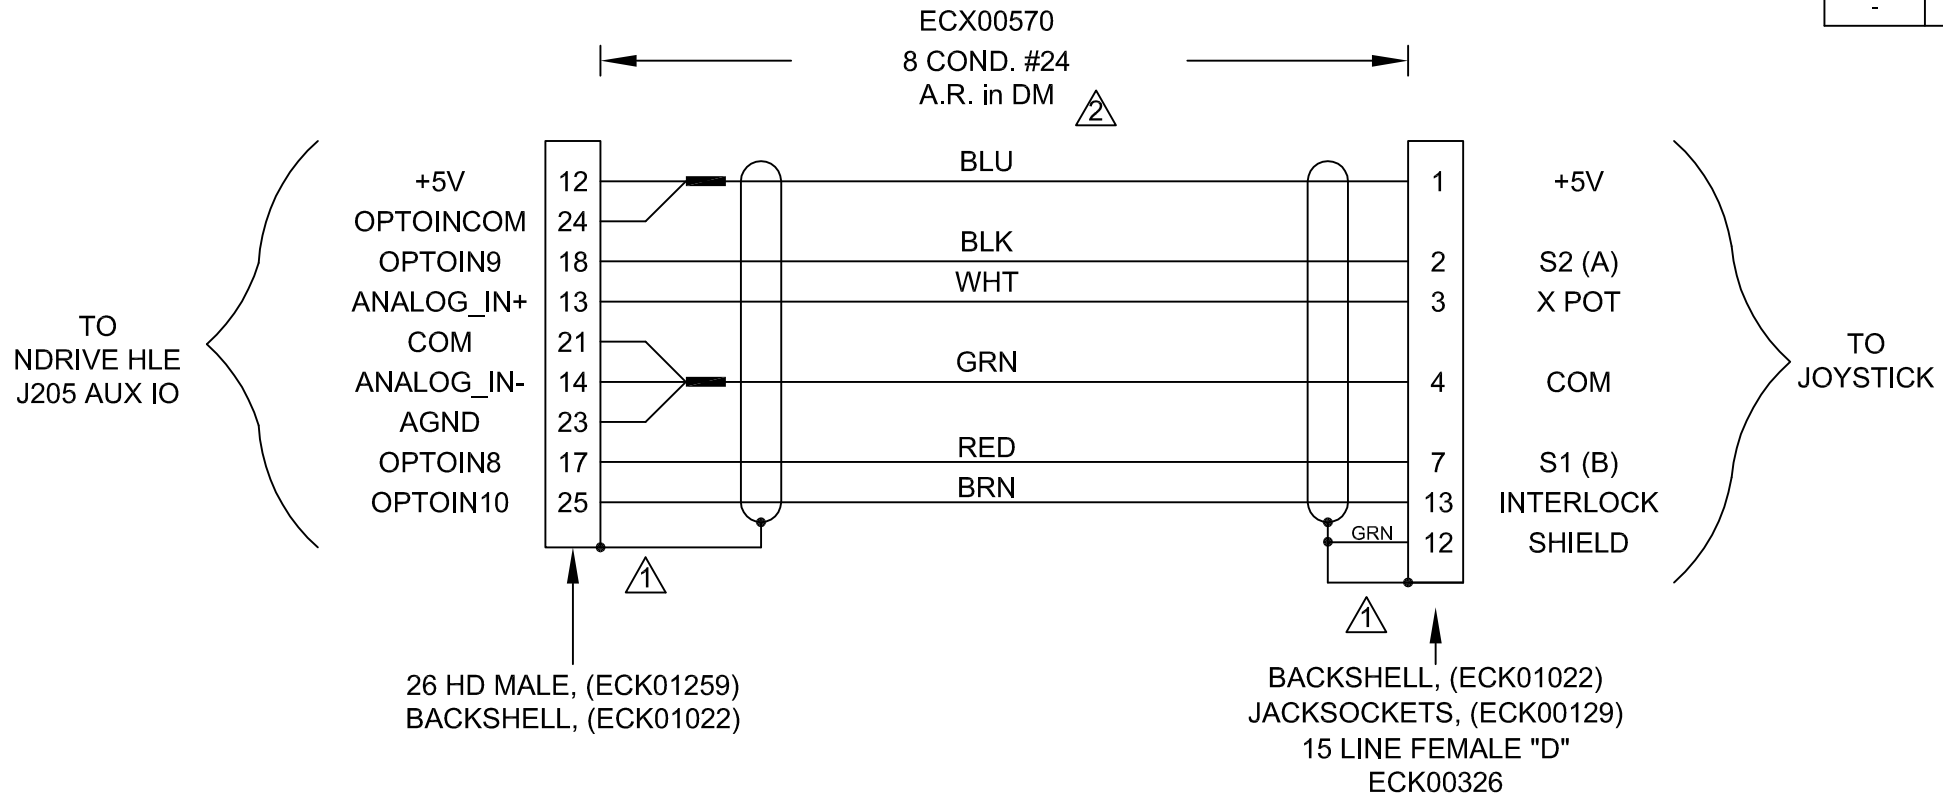 -
ECX00570
8 COND. #24
A.R. in DM
2
+5V 12 BLU 1 +5V
OPTOINCOM 24
OPTOIN9 18 BLK 2 S2 (A)
ANALOG_IN+ 13 WHT 3 X POT
COM 21
ANALOG_IN- 14 GRN 4 COM
AGND 23
OPTOIN8 17 RED 7 S1 (B)
OPTOIN10 25 BRN 13 INTERLOCK
GRN 12 SHIELD
TO
NDRIVE HLE
J205 AUX IO
TO
JOYSTICK
1
1
26 HD MALE, (ECK01259)
BACKSHELL, (ECK01022)
BACKSHELL, (ECK01022)
JACKSOCKETS, (ECK00129)
15 LINE FEMALE "D"
ECK00326